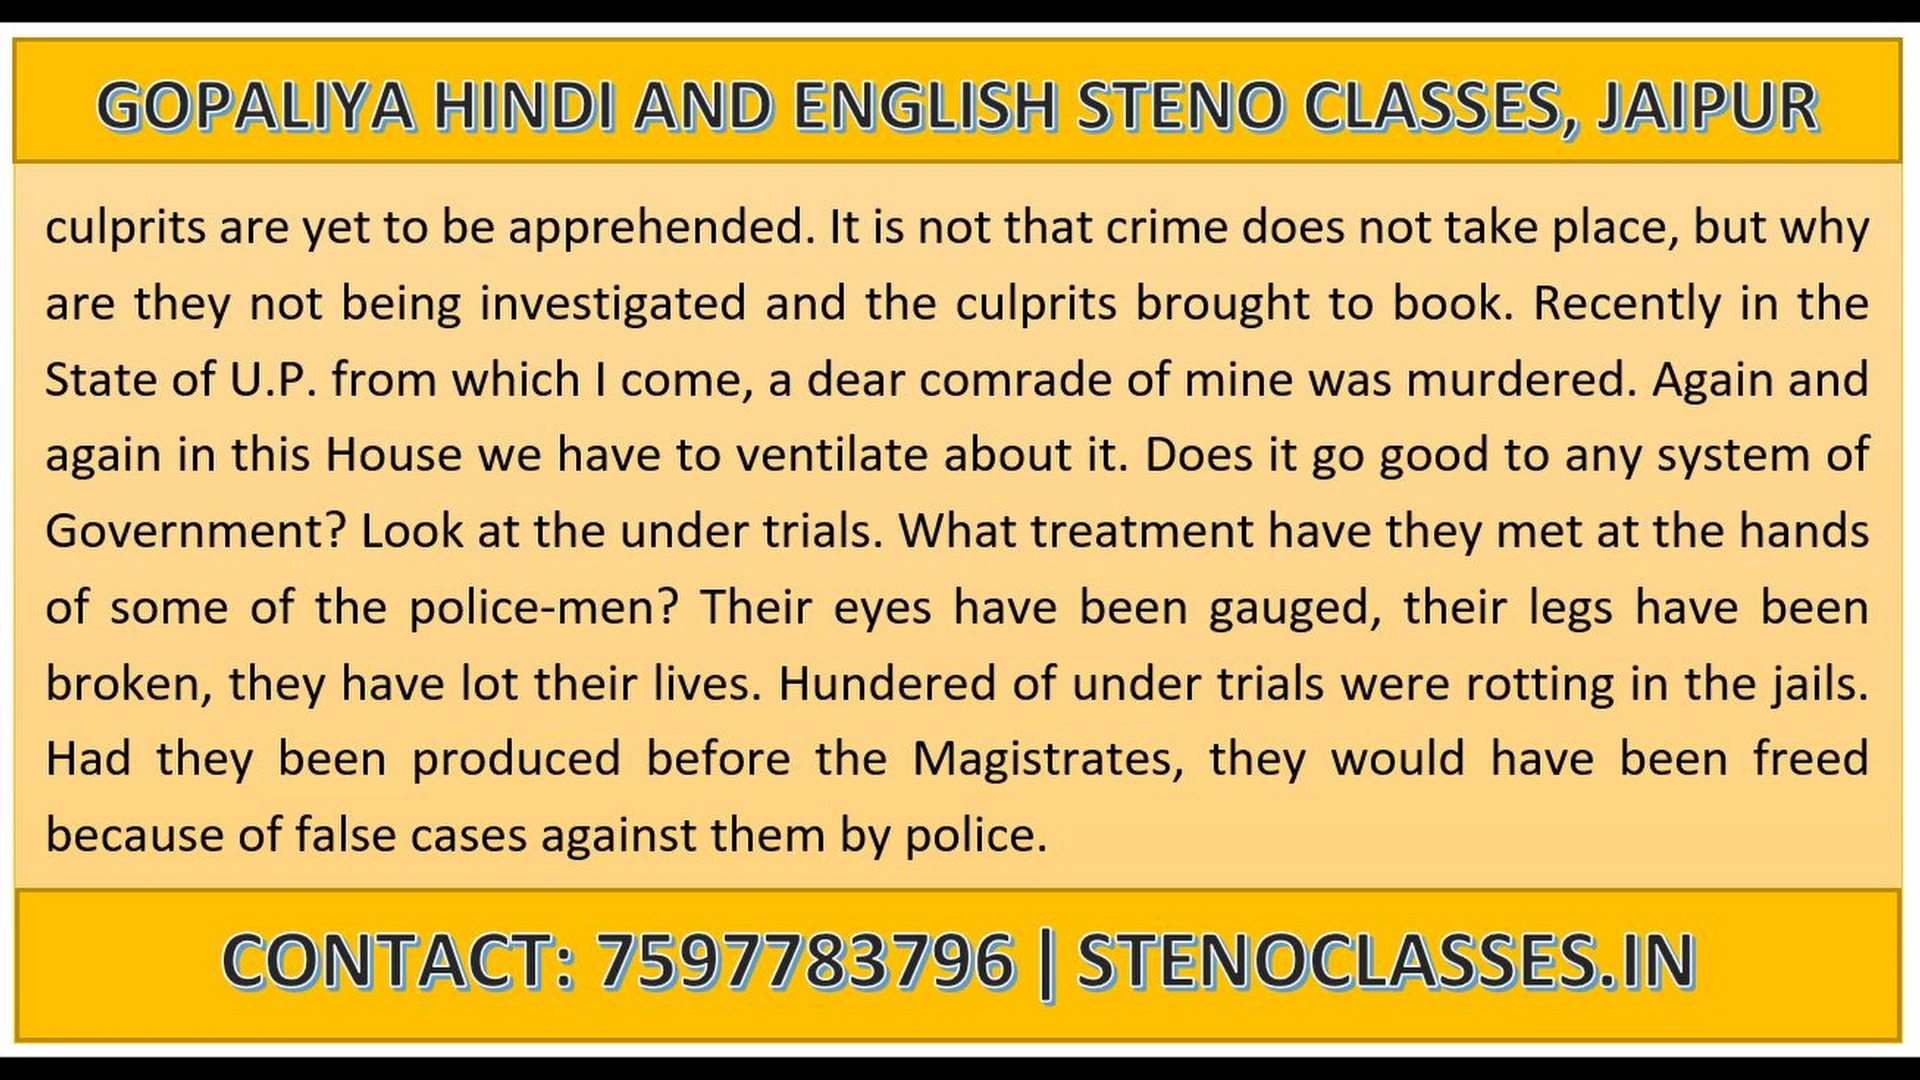 GOPALIYA HINDI AND ENGLISH STENO CLASSES, JAIPUR
culprits are yet to be apprehended. It is not that crime does not take place, but why
are they not being investigated and the culprits brought to book. Recently in the
State of U.P. from which I come, a dear comrade of mine was murdered. Again and
again in this House we have to ventilate about it. Does it go good to any system of
Government? Look at the under trials. What treatment have they met at the hands
of some of the police-men? Their eyes have been gauged, their legs have been
broken, they have lot their lives. Hundered of under trials were rotting in the jails.
Had they been produced before the Magistrates, they would have been freed
because of false cases against them by police.
CONTACT: 7597783796 | STENOCLASSES.IN